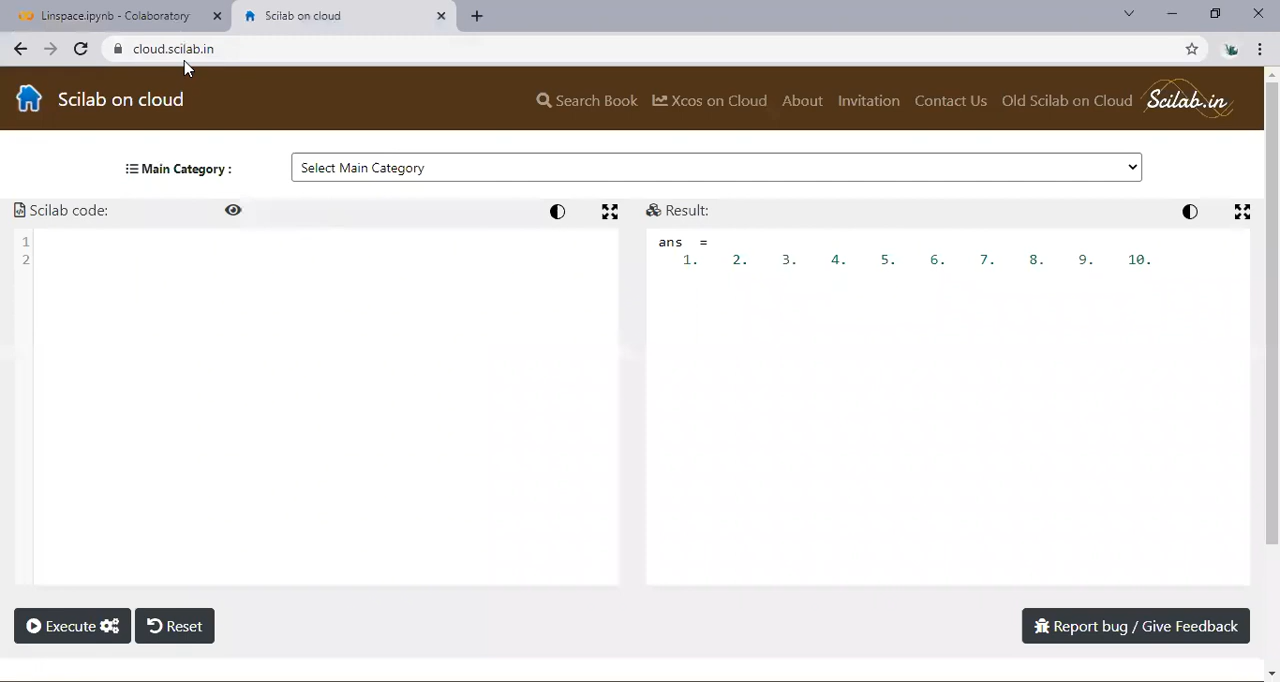 Linspace.ipynb - Colaboratory
Scilab on cloud
cloud.scilab.in
Scilab on cloud
Search Book Xcos on Cloud About Invitation Contact Us Old Scilab on Cloud Scilab.in
Main Category : Select Main Category
Scilab code:
Result:
1
2
ans =
1. 2. 3. 4. 5. 6. 7. 8. 9. 10.
Execute Reset
Report bug / Give Feedback